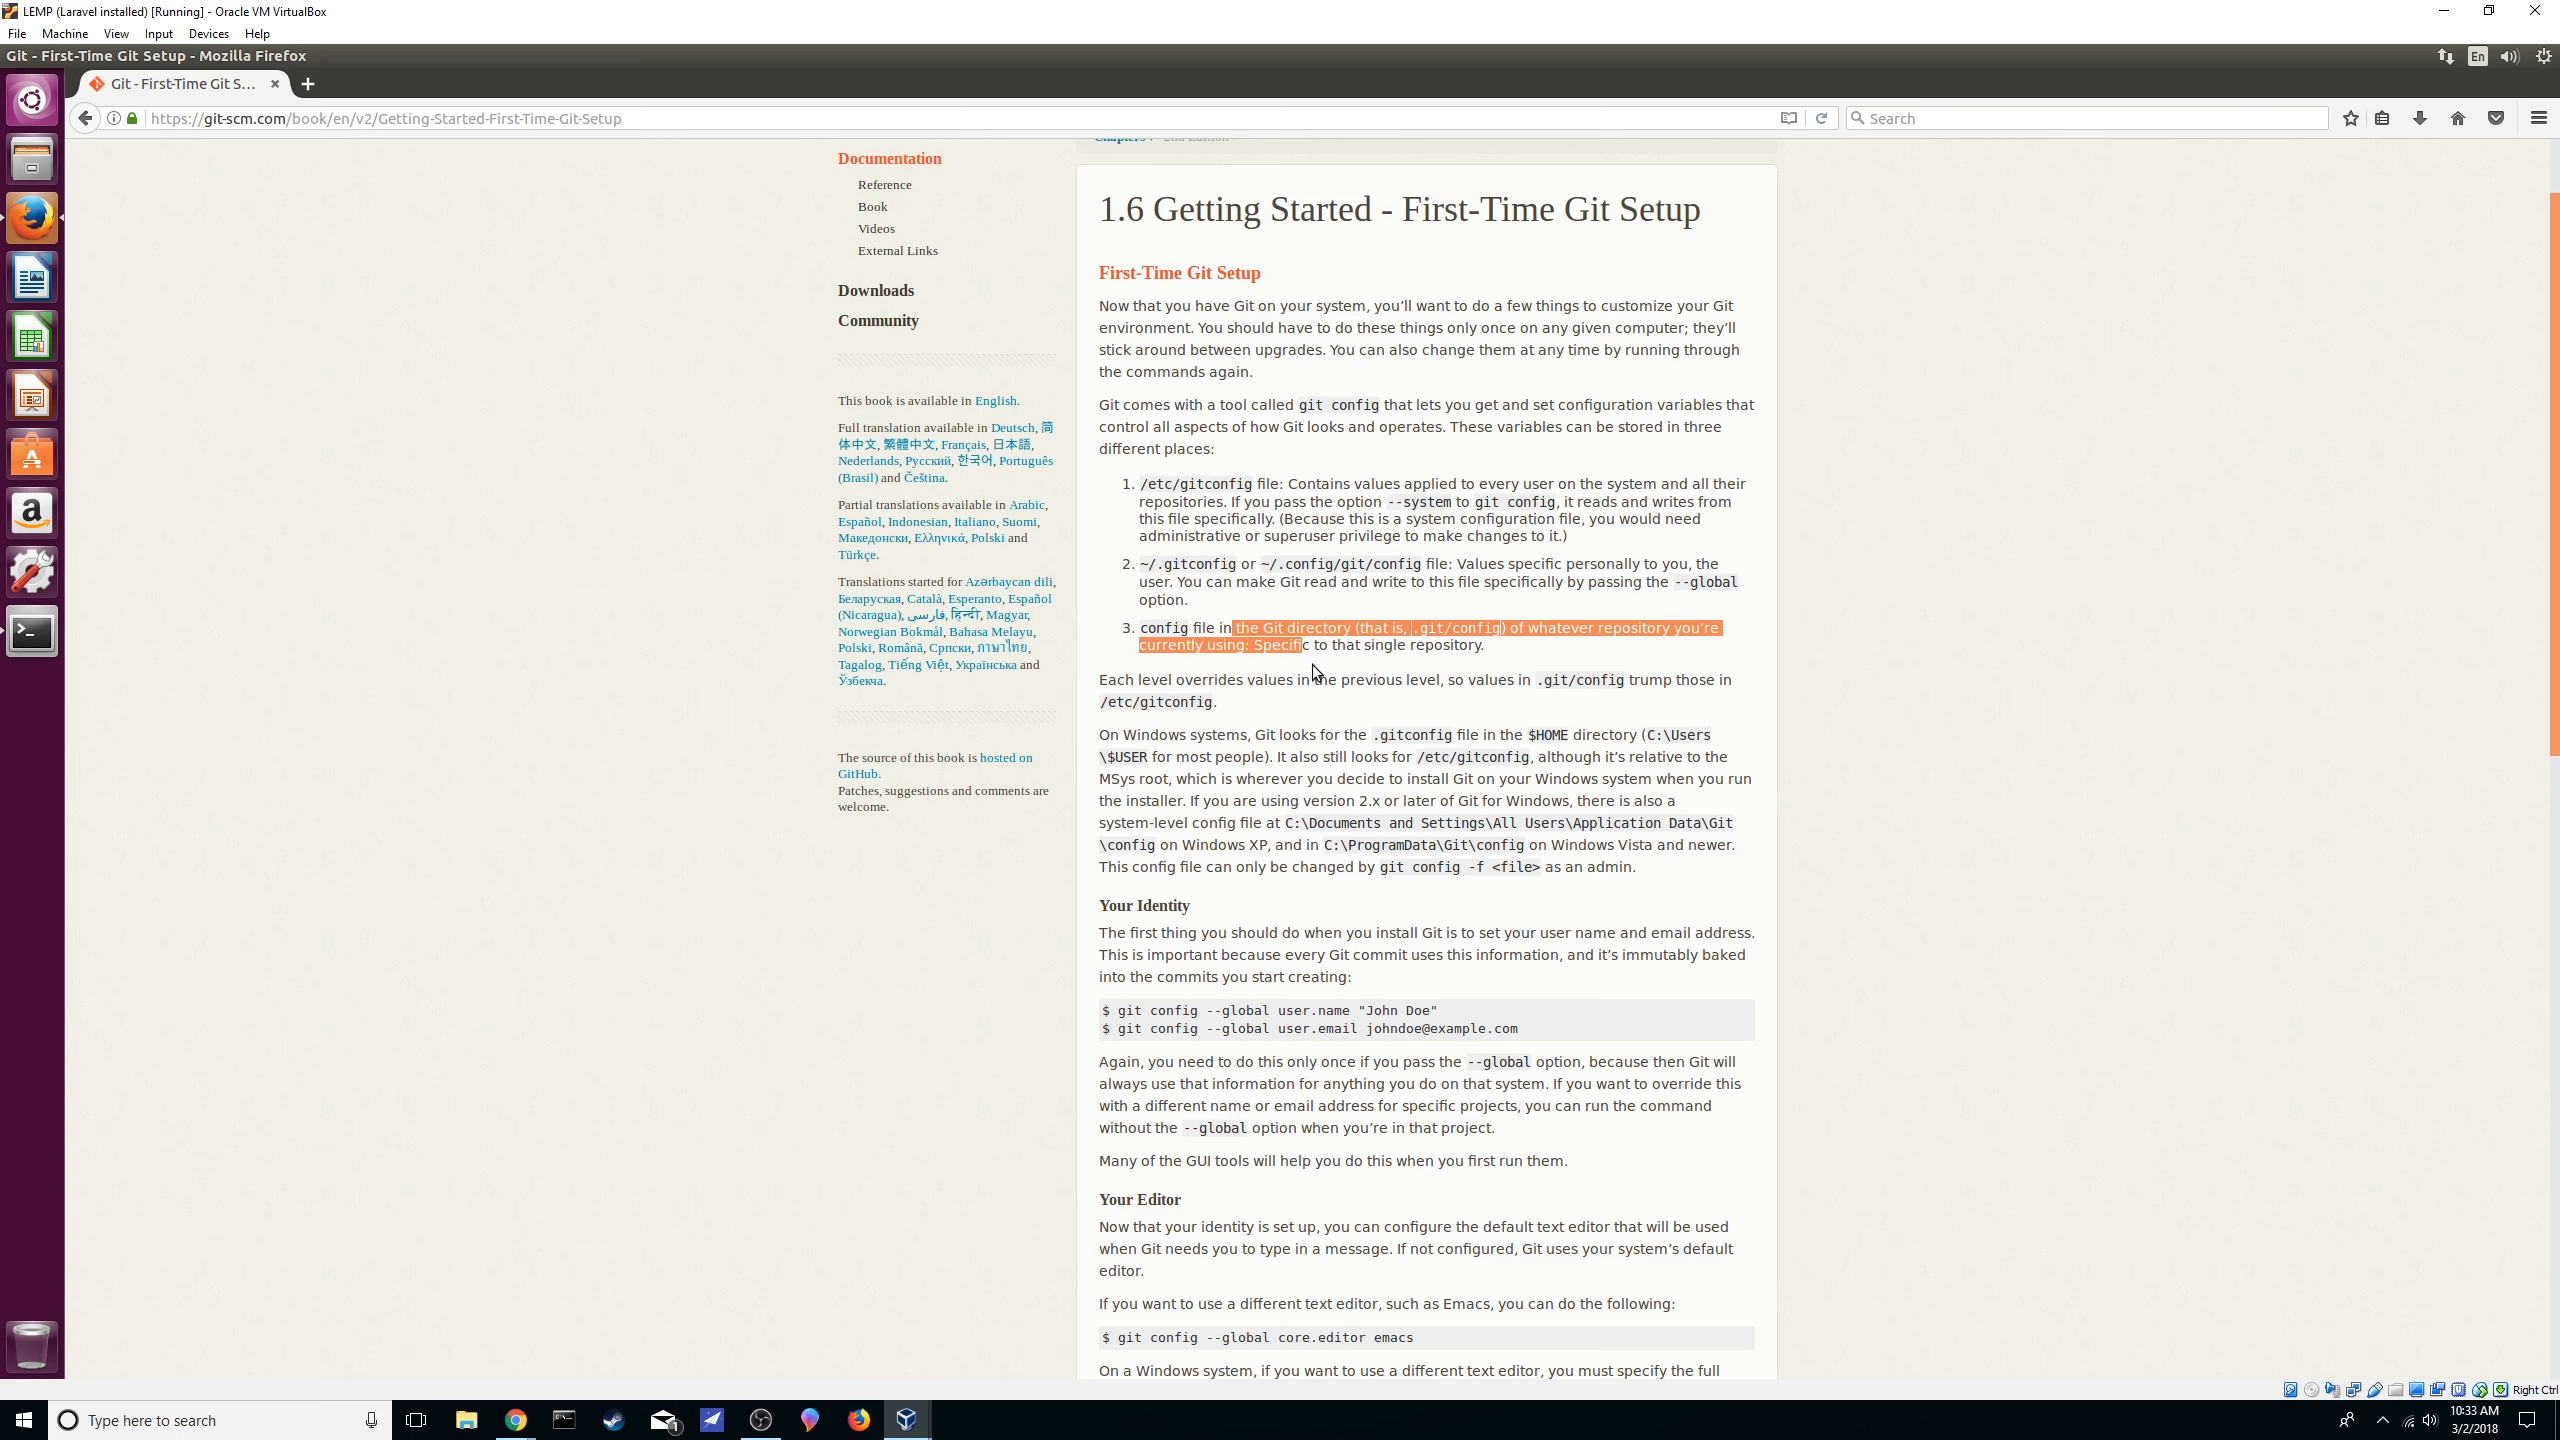 LEMP (Laravel installed) [Running] - Oracle VM VirtualBox
File Machine View Input Devices Help
Git - First-Time Git Setup - Mozilla Firefox
En
Git - First-Time Git S...
https://git-scm.com/book/en/v2/Getting-Started-First-Time-Git-Setup
Search
Documentation
Reference
Book
Videos
External Links
Downloads
Community
This book is available in English.
Full translation available in Deutsch, 简
体中文, 繁體中文, Français, 日本語,
Nederlands, Русский, 한국어, Português
(Brasil) and Čeština.
Partial translations available in Arabic,
Español, Indonesian, Italiano, Suomi,
Македонски, Ελληνικά, Polski and
Türkçe.
Translations started for Azərbaycan dili,
Беларуская, Català, Esperanto, Español
(Nicaragua), فارسی, हिन्दी, Magyar,
Norwegian Bokmål, Bahasa Melayu,
Polski, Română, Српски, ภาษาไทย,
Tagalog, Tiếng Việt, Українська and
Ўзбекча.
The source of this book is hosted on
GitHub.
Patches, suggestions and comments are
welcome.
1.6 Getting Started - First-Time Git Setup
First-Time Git Setup
Now that you have Git on your system, you’ll want to do a few things to customize your Git
environment. You should have to do these things only once on any given computer; they’ll
stick around between upgrades. You can also change them at any time by running through
the commands again.
Git comes with a tool called git config that lets you get and set configuration variables that
control all aspects of how Git looks and operates. These variables can be stored in three
different places:
1. /etc/gitconfig file: Contains values applied to every user on the system and all their
repositories. If you pass the option --system to git config, it reads and writes from
this file specifically. (Because this is a system configuration file, you would need
administrative or superuser privilege to make changes to it.)
2. ~/.gitconfig or ~/.config/git/config file: Values specific personally to you, the
user. You can make Git read and write to this file specifically by passing the --global
option.
3. config file in the Git directory (that is, .git/config) of whatever repository you’re
currently using: Specific to that single repository.
Each level overrides values in the previous level, so values in .git/config trump those in
/etc/gitconfig.
On Windows systems, Git looks for the .gitconfig file in the $HOME directory (C:\Users
\$USER for most people). It also still looks for /etc/gitconfig, although it’s relative to the
MSys root, which is wherever you decide to install Git on your Windows system when you run
the installer. If you are using version 2.x or later of Git for Windows, there is also a
system-level config file at C:\Documents and Settings\All Users\Application Data\Git
\config on Windows XP, and in C:\ProgramData\Git\config on Windows Vista and newer.
This config file can only be changed by git config -f <file> as an admin.
Your Identity
The first thing you should do when you install Git is to set your user name and email address.
This is important because every Git commit uses this information, and it’s immutably baked
into the commits you start creating:
$ git config --global user.name "John Doe"
$ git config --global user.email johndoe@example.com
Again, you need to do this only once if you pass the --global option, because then Git will
always use that information for anything you do on that system. If you want to override this
with a different name or email address for specific projects, you can run the command
without the --global option when you’re in that project.
Many of the GUI tools will help you do this when you first run them.
Your Editor
Now that your identity is set up, you can configure the default text editor that will be used
when Git needs you to type in a message. If not configured, Git uses your system’s default
editor.
If you want to use a different text editor, such as Emacs, you can do the following:
$ git config --global core.editor emacs
On a Windows system, if you want to use a different text editor, you must specify the full
Right Ctrl
Type here to search
1
10:33 AM
3/2/2018